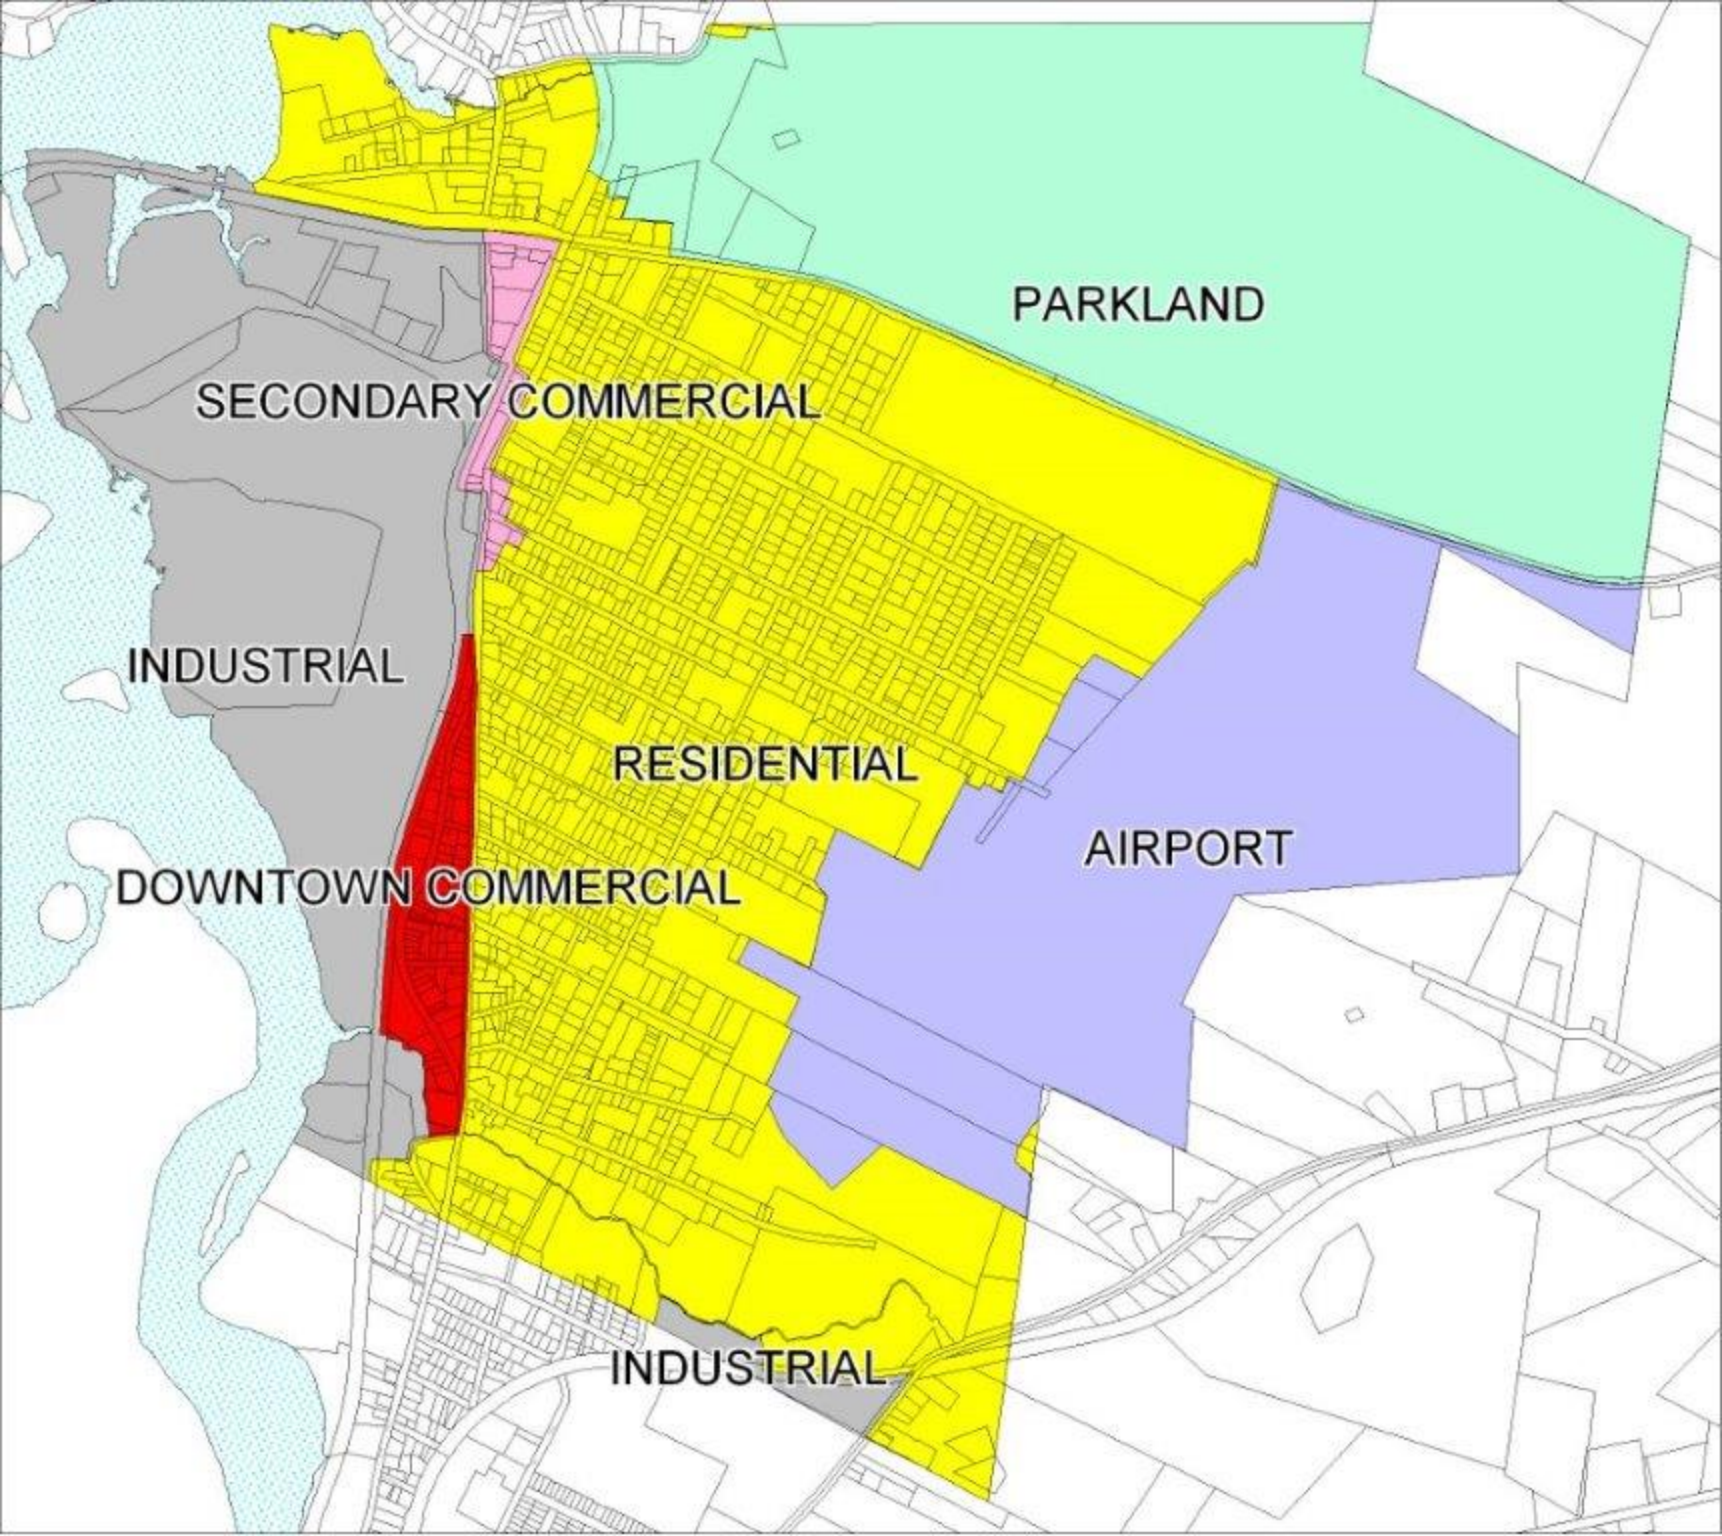 PARKLAND
SECONDARY COMMERCIAL
INDUSTRIAL
RESIDENTIAL
AIRPORT
DOWNTOWN COMMERCIAL
INDUSTRIAL